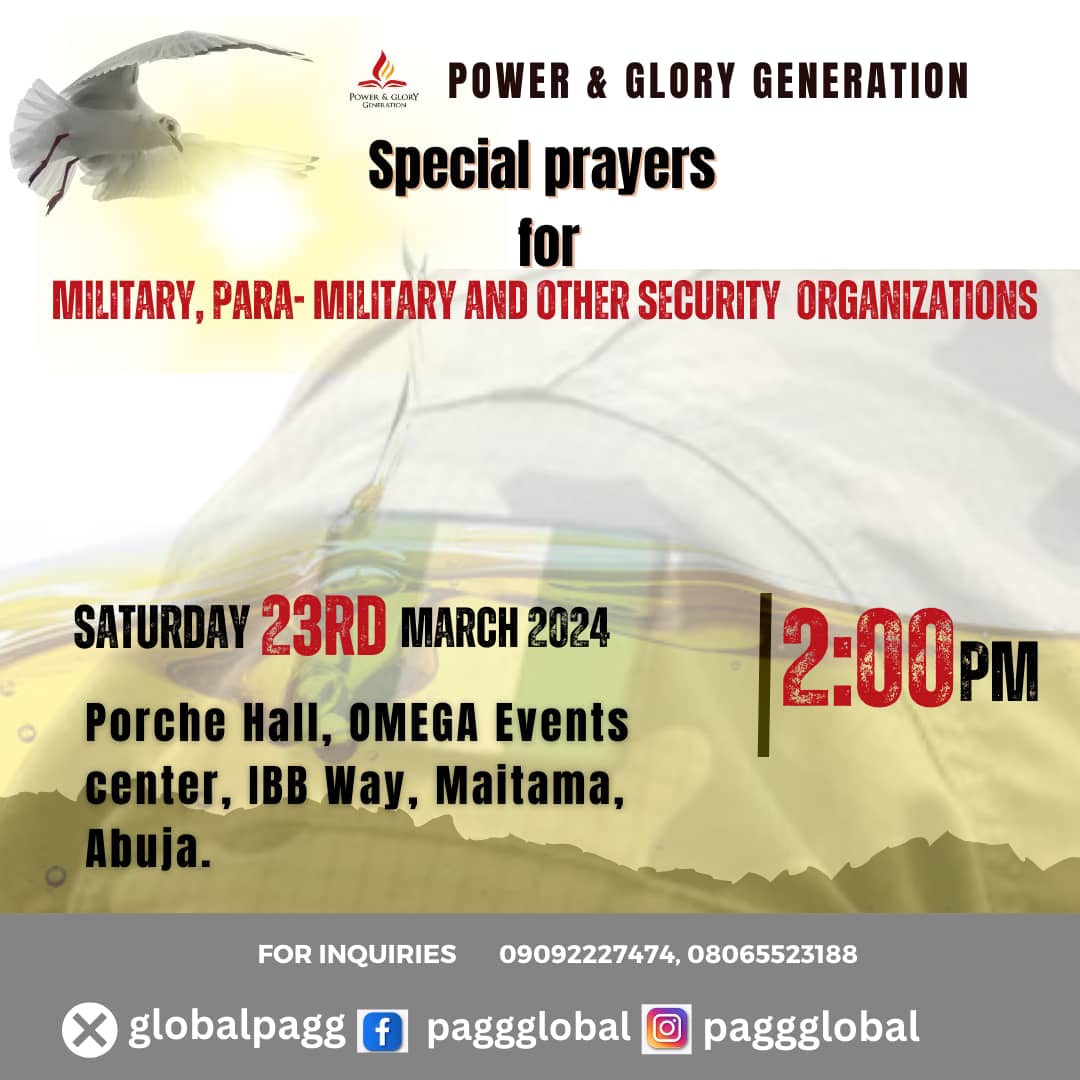 POWER & GLORY GENERATION
POWER & GLORY
GENERATION
Special prayers
for
MILITARY, PARA- MILITARY AND OTHER SECURITY ORGANIZATIONS
SATURDAY 23RD MARCH 2024
2:00PM
Porche Hall, OMEGA Events
center, IBB Way, Maitama,
Abuja.
FOR INQUIRIES 09092227474, 08065523188
globalpagg paggglobal paggglobal